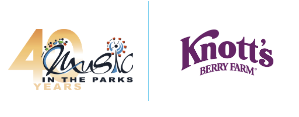 40
Music
IN THE PARKS
YEARS
Knott's
BERRY FARM